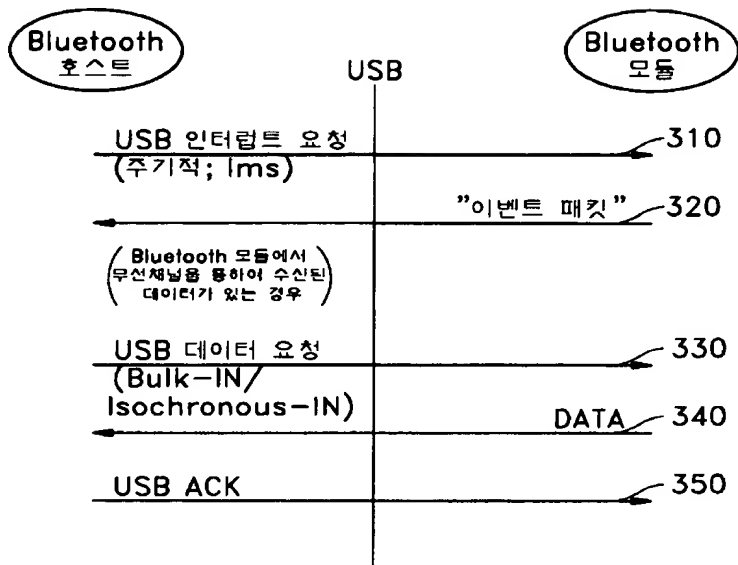 Bluetooth
호스트
USB
Bluetooth
모듈
USB 인터럽트 요청
(주기적; 1ms)
310
"이벤트 패킷"
320
(Bluetooth 모듈에서
무선채널을 통하여 수신된
데이터가 있는 경우)
USB 데이터 요청
(Bulk-IN/
Isochronous-IN)
330
DATA
340
USB ACK
350